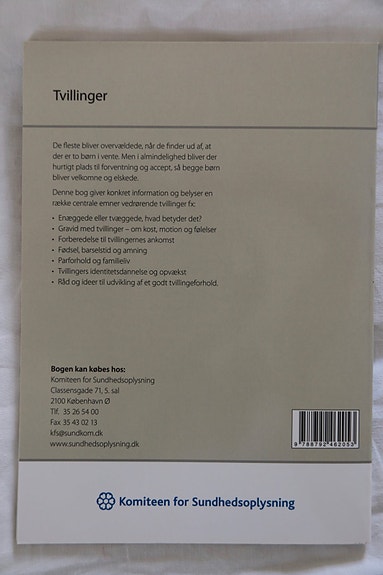 Tvillinger
De fleste bliver overvældede, når de finder ud af, at
der er to børn i vente. Men i almindelighed bliver der
hurtigt plads til forventning og accept, så begge børn
bliver velkomne og elskede.
Denne bog giver konkret information og belyser en
række centrale emner vedrørende tvillinger fx:
• Enæggede eller tveæggede, hvad betyder det?
• Gravid med tvillinger – om kost, motion og følelser
• Forberedelse til tvillingernes ankomst
• Fødsel, barselstid og amning
• Parforhold og familieliv
• Tvillingers identitetsdannelse og opvækst
• Råd og ideer til udvikling af et godt tvillingeforhold.
Bogen kan købes hos:
Komiteen for Sundhedsoplysning
Classensgade 71, 5. sal
2100 København Ø
Tlf. 35 26 54 00
Fax 35 43 02 13
kfs@sundkom.dk
www.sundhedsoplysning.dk
9 788792 462053
Komiteen for Sundhedsoplysning